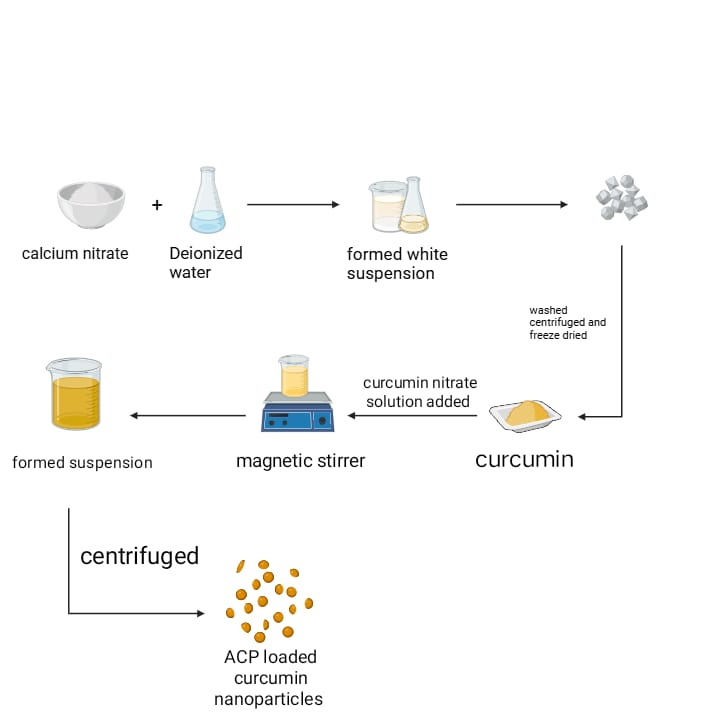 calcium nitrate
+
Deionized
water
formed white
suspension
washed
centrifuged and
freeze dried
curcumin nitrate
solution added
formed suspension
magnetic stirrer
curcumin
centrifuged
ACP loaded
curcumin
nanoparticles